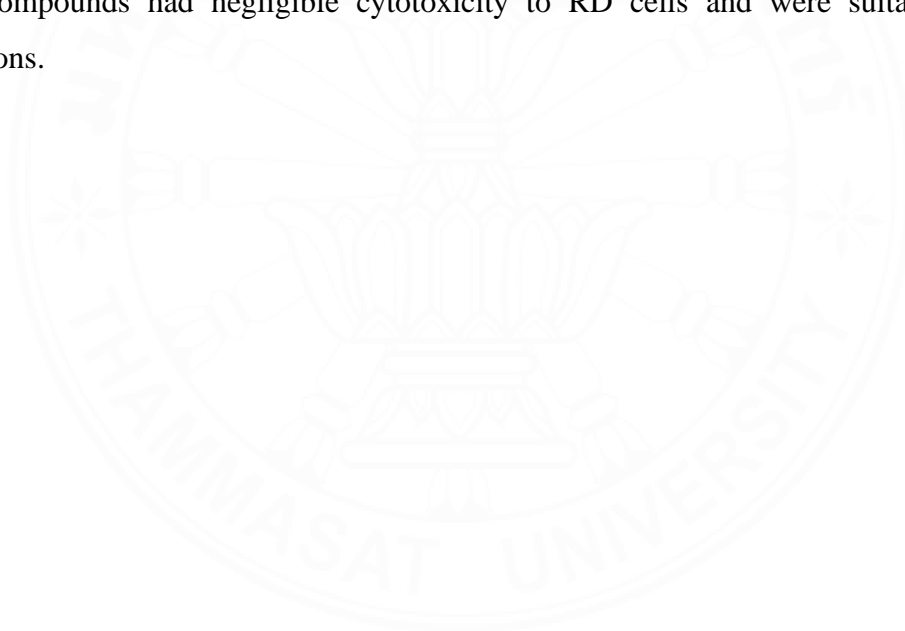 ompounds had negligible cytotoxicity to RD cells and were suita
ons.
THAMMASAT UNIVERSITY